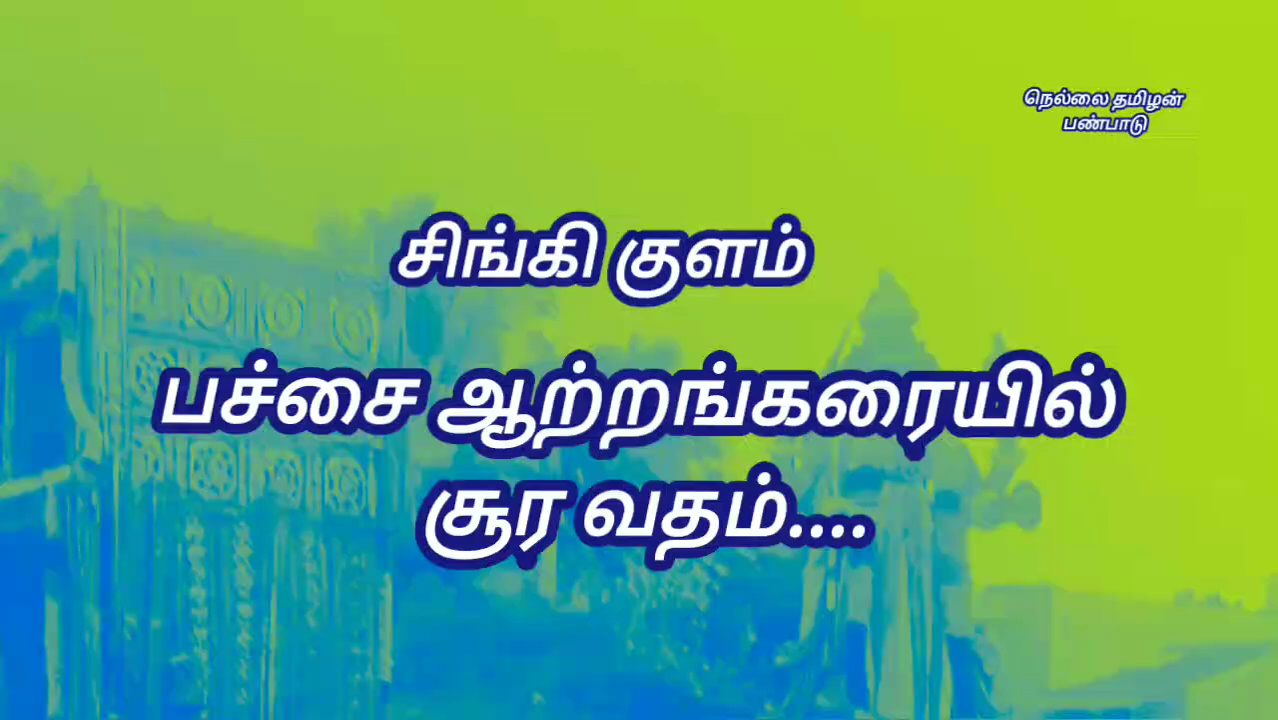 நெல்லை தமிழன்
பண்பாடு
சிங்கி குளம்
பச்சை ஆற்றங்கரையில்
சூர வதம்....